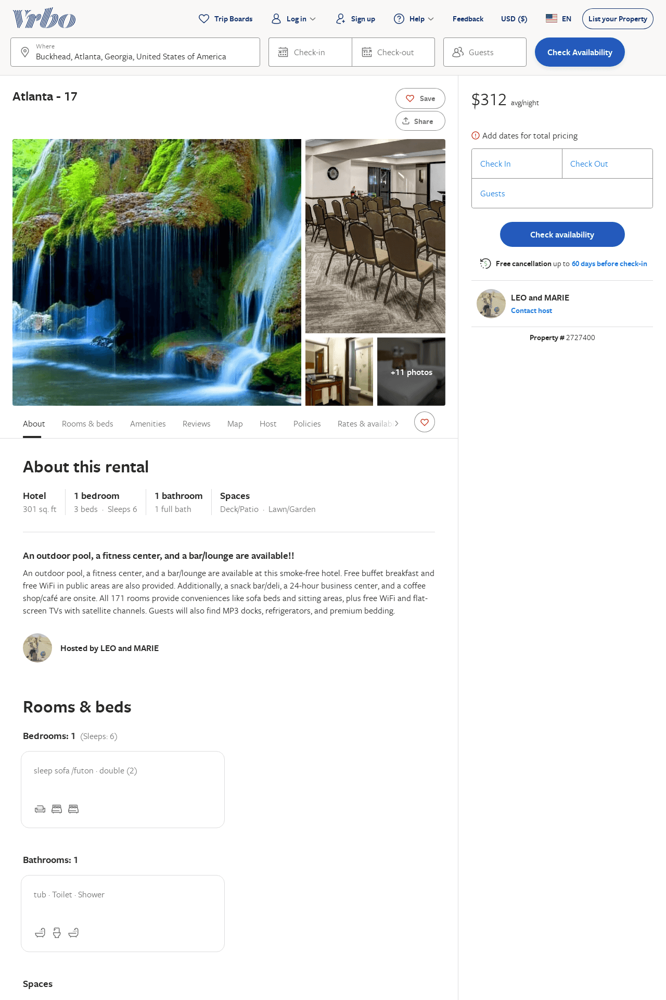 Vrbo
Trip Boards
Log in
Sign up
Help
Feedback
USD ($)
EN
List your Property
Where
Buckhead, Atlanta, Georgia, United States of America
Check-in
Check-out
Guests
Check Availability
Atlanta - 17
Save
Share
$312 avg/night
Add dates for total pricing
Check In
Check Out
Guests
Check availability
Free cancellation up to 60 days before check-in
LEO and MARIE
Contact host
Property # 2727400
+11 photos
About
Rooms & beds
Amenities
Reviews
Map
Host
Policies
Rates & availab
About this rental
Hotel
301 sq. ft
1 bedroom
3 beds · Sleeps 6
1 bathroom
1 full bath
Spaces
Deck/Patio · Lawn/Garden
An outdoor pool, a fitness center, and a bar/lounge are available!!
An outdoor pool, a fitness center, and a bar/lounge are available at this smoke-free hotel. Free buffet breakfast and
free WiFi in public areas are also provided. Additionally, a snack bar/deli, a 24-hour business center, and a coffee
shop/café are onsite. All 171 rooms provide conveniences like sofa beds and sitting areas, plus free WiFi and flat-
screen TVs with satellite channels. Guests will also find MP3 docks, refrigerators, and premium bedding.
Hosted by LEO and MARIE
Rooms & beds
Bedrooms: 1 (Sleeps: 6)
sleep sofa /futon · double (2)
Bathrooms: 1
tub · Toilet · Shower
Spaces